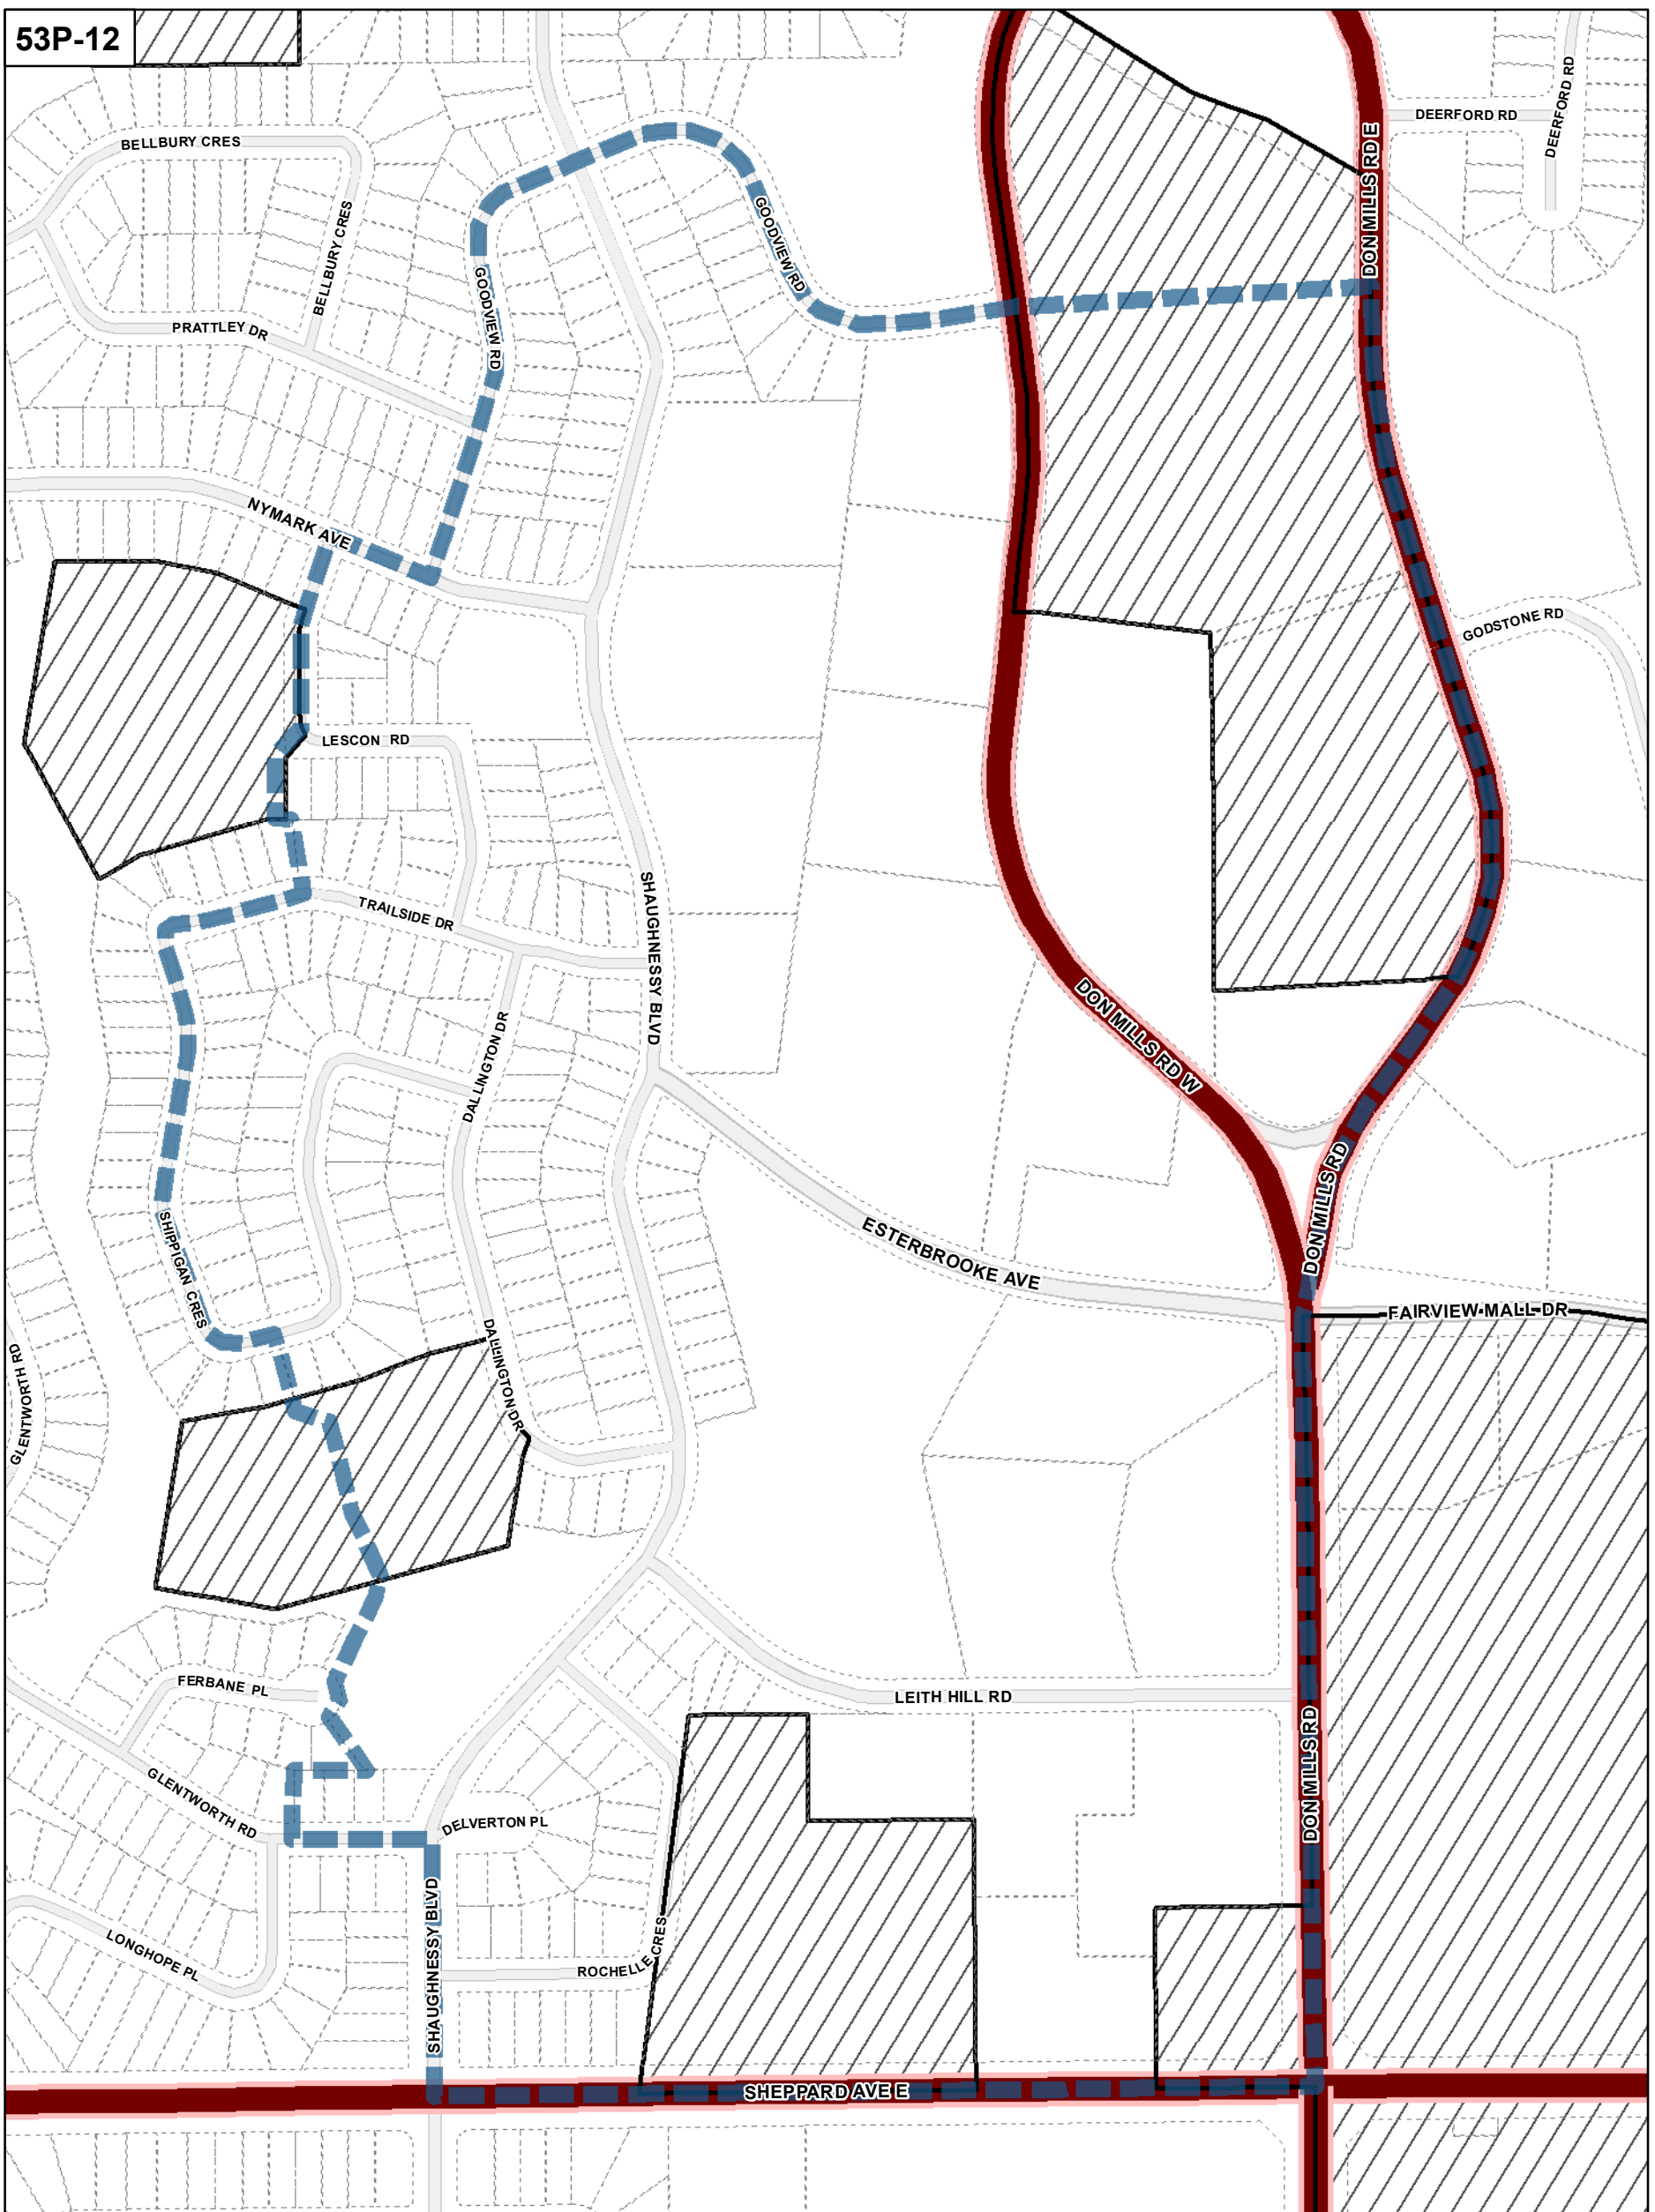 53P-12
DEERFORD RD
DEERFORD RD
BELLBURY CRES
DON MILLS RD E
BELLBURY CRES
GOODVIEW RD
GOODVIEW RD
PRATTLEY DR
NYMARK AVE
GODSTONE RD
LESCON RD
TRAILSIDE DR
SHAUGHNESSY BLVD
DALLINGTON DR
DON MILLS RD W
DON MILLS RD
SHIPPIGAN CRES
ESTERBROOKE AVE
FAIRVIEW MALL DR
DALLINGTON DR
GLENTWORTH RD
FERBANE PL
LEITH HILL RD
DON MILLS RD
GLENTWORTH RD
DELVERTON PL
SHAUGHNESSY BLVD
LONGHOPE PL
ROCHELLE CRES
SHEPPARD AVE E